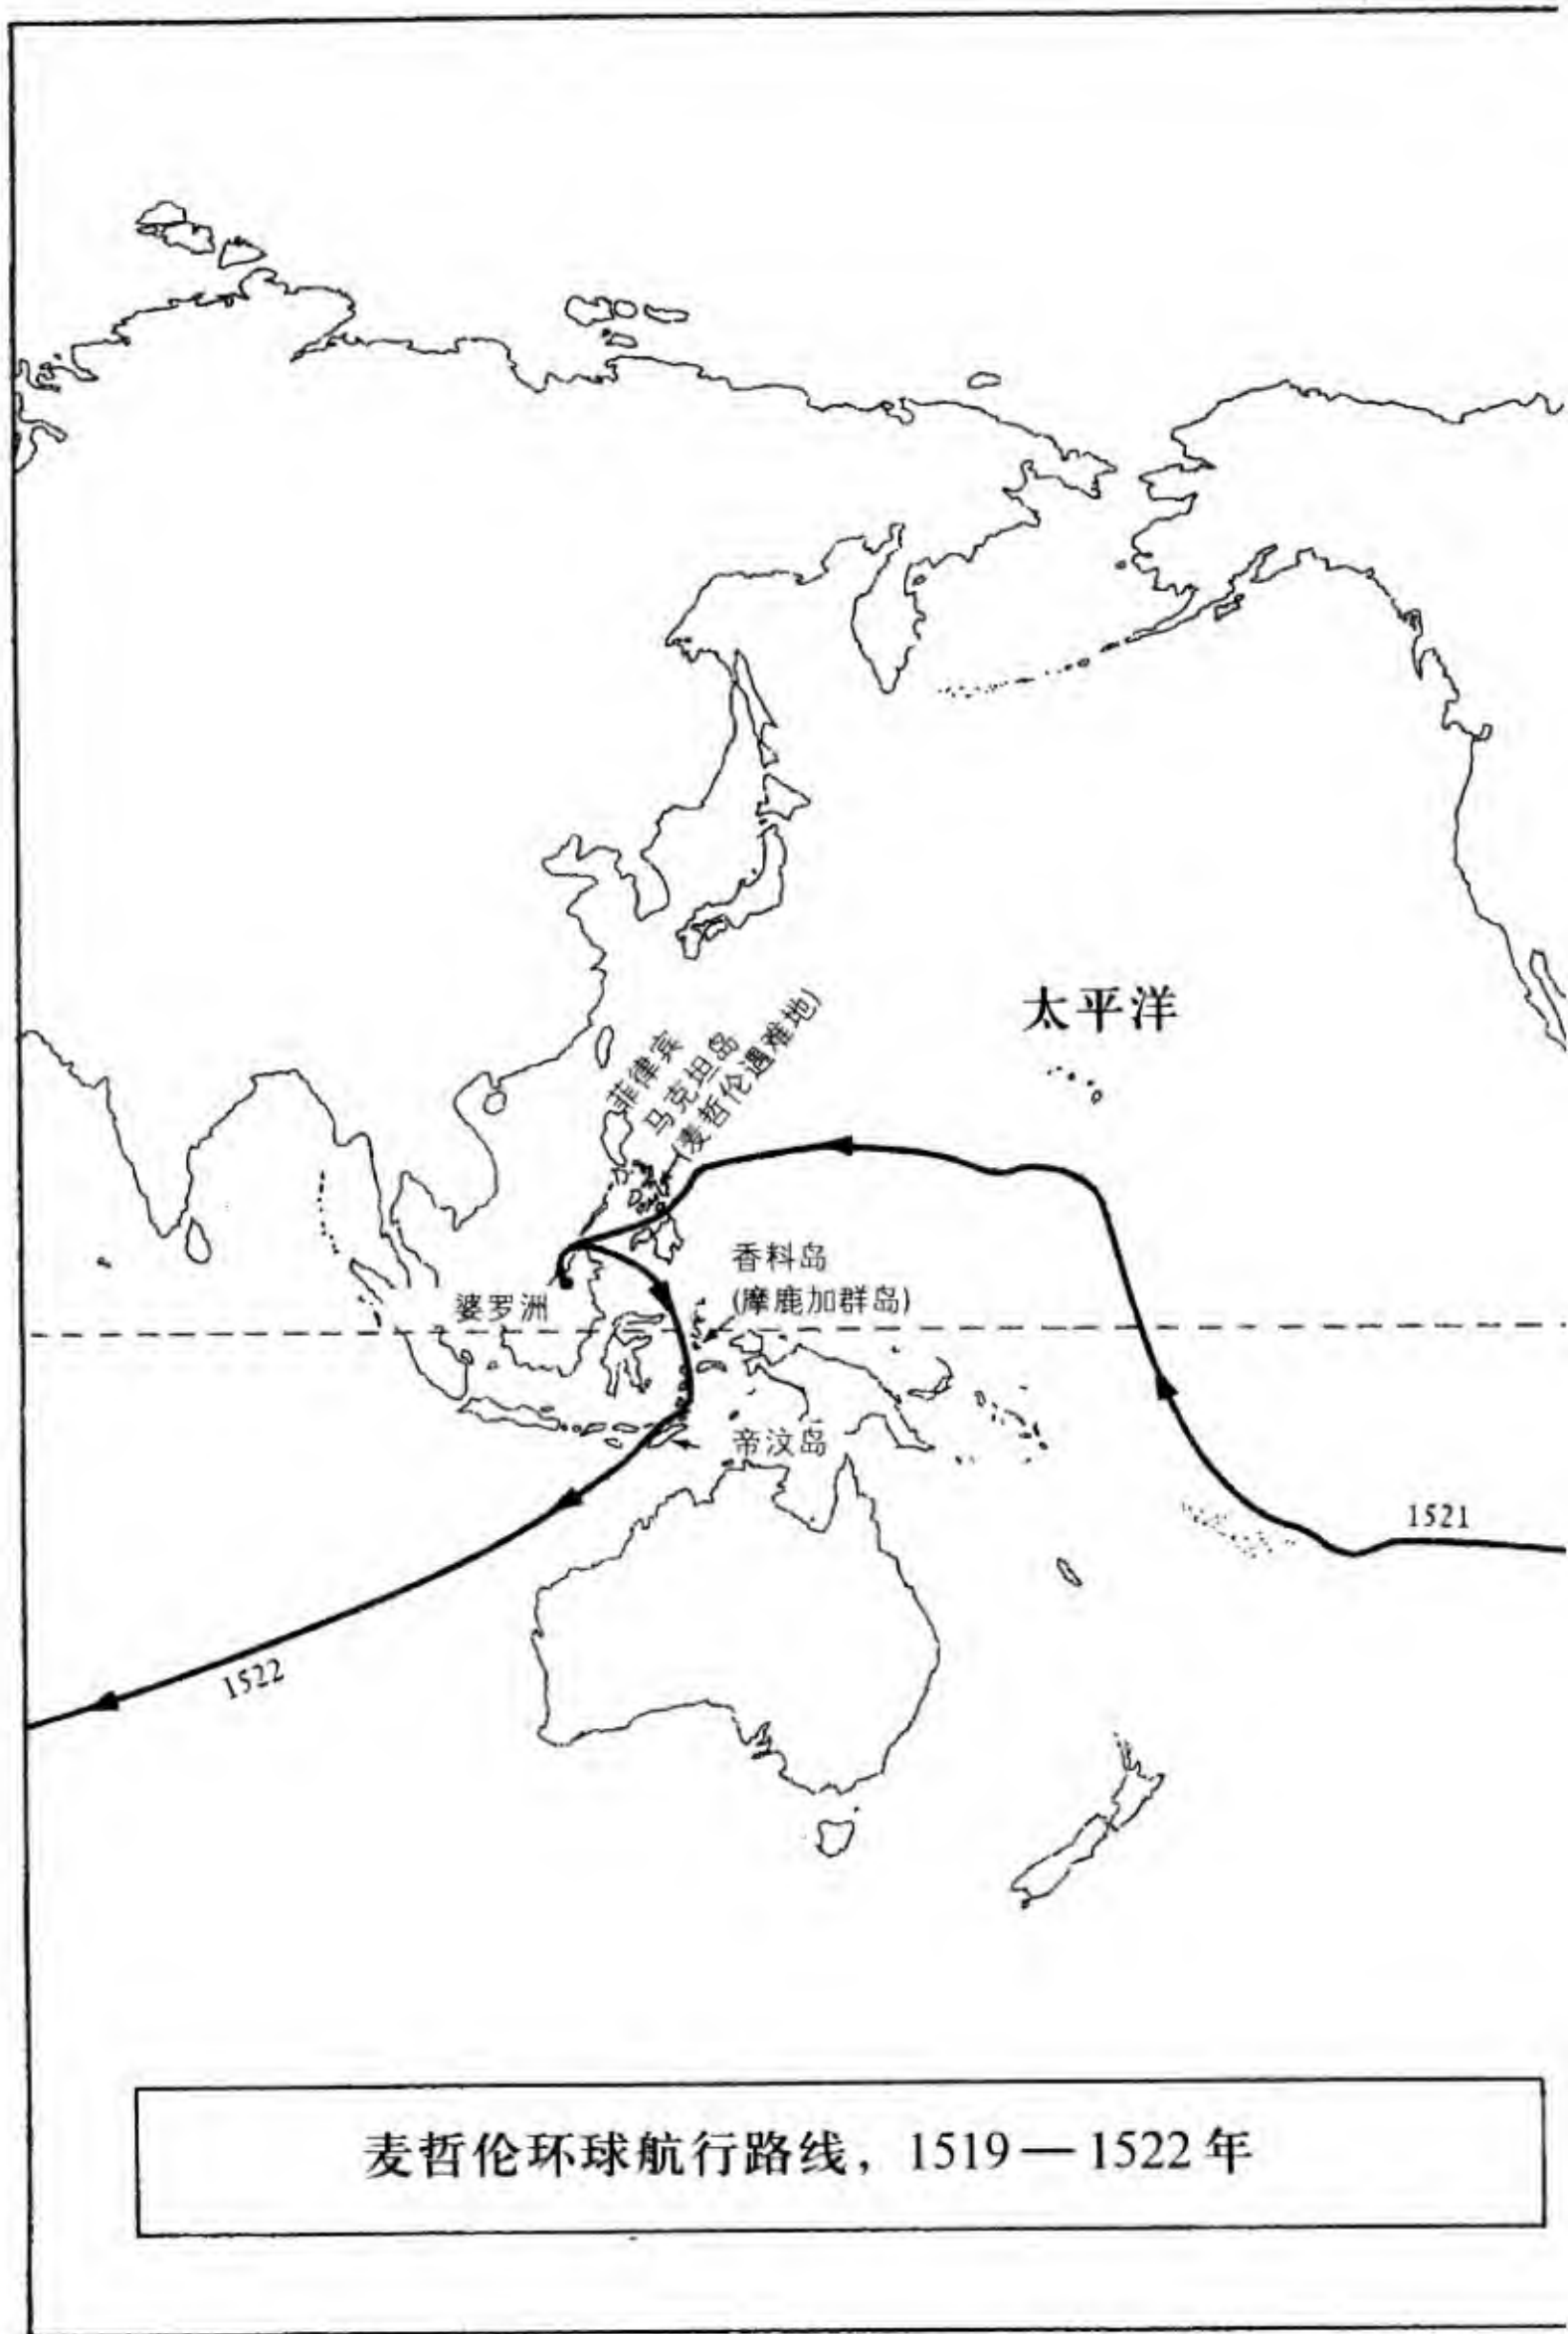 太平洋
菲律宾
马克坦岛
(麦哲伦遇难地)
香料岛
(摩鹿加群岛)
婆罗洲
帝汶岛
1521
1522
麦哲伦环球航行路线，1519—1522年